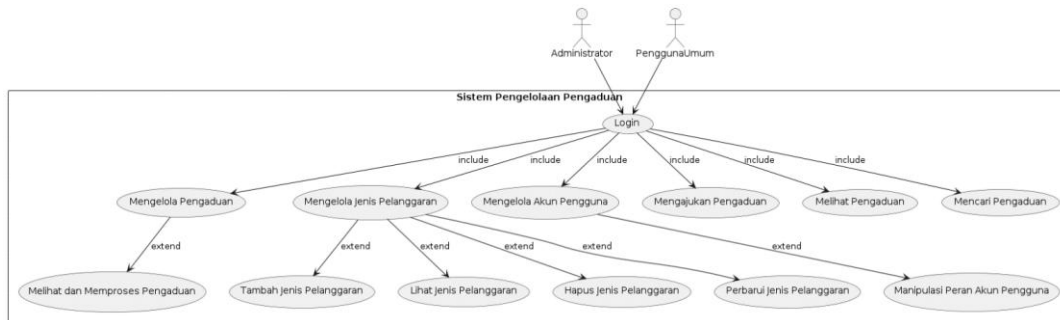 Administrator
PenggunaUmum
Sistem Pengelolaan Pengaduan
Login
include
include
include
include
include
include
Mengelola Pengaduan
Mengelola Jenis Pelanggaran
Mengelola Akun Pengguna
Mengajukan Pengaduan
Melihat Pengaduan
Mencari Pengaduan
extend
extend
extend
extend
extend
extend
Melihat dan Memproses Pengaduan
Tambah Jenis Pelanggaran
Lihat Jenis Pelanggaran
Hapus Jenis Pelanggaran
Perbarui Jenis Pelanggaran
Manipulasi Peran Akun Pengguna